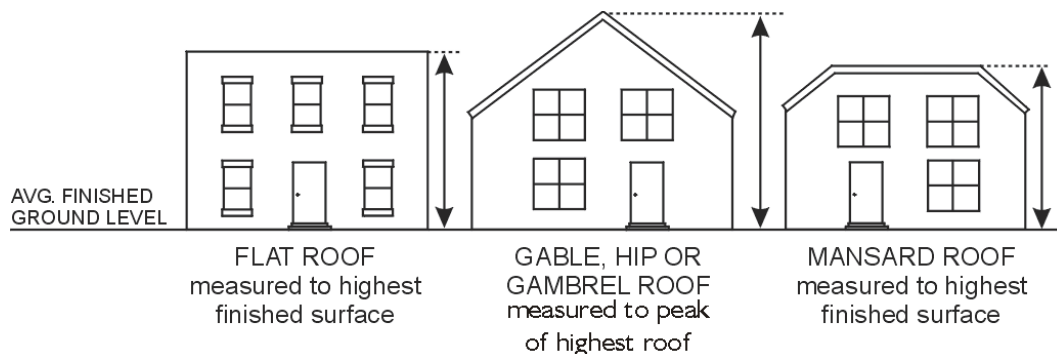 AVG. FINISHED
GROUND LEVEL
FLAT ROOF
measured to highest
finished surface
GABLE, HIP OR
GAMBREL ROOF
measured to peak
of highest roof
MANSARD ROOF
measured to highest
finished surface